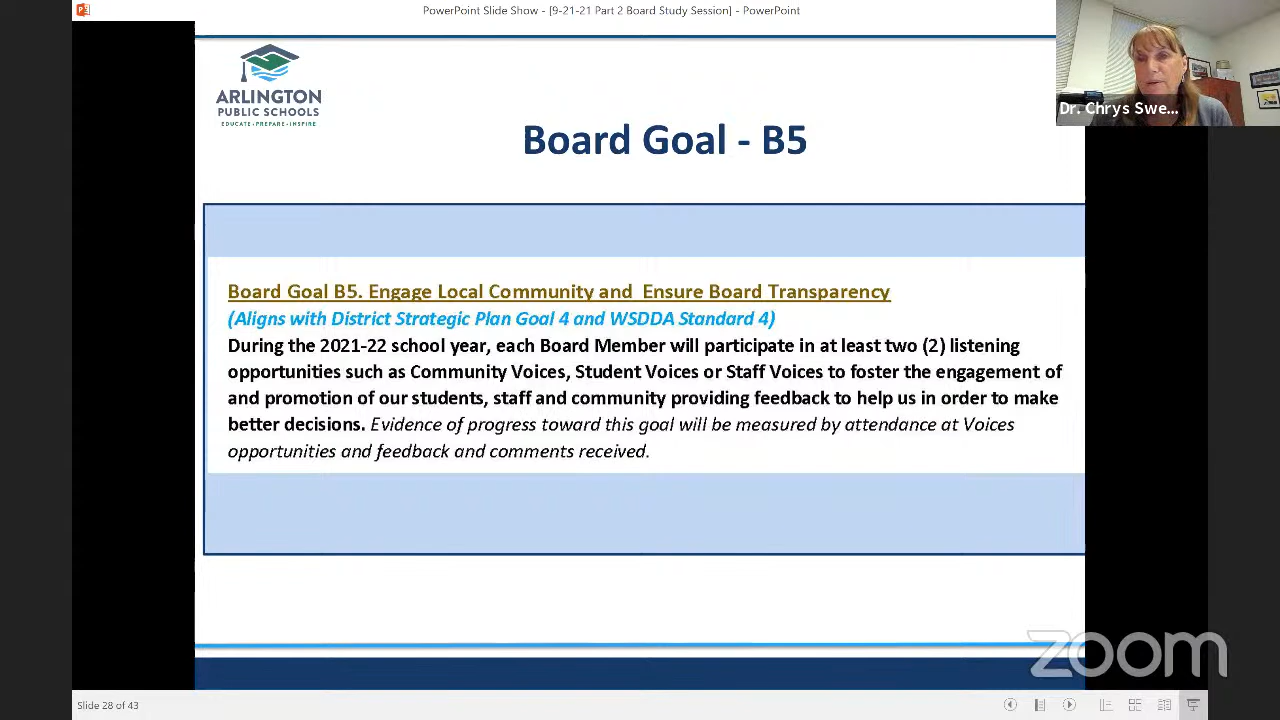 PowerPoint Slide Show - [9-21-21 Part 2 Board Study Session] - PowerPoint
Dr. Chrys Swe...
ARLINGTON
PUBLIC SCHOOLS
EDUCATE • PREPARE • INSPIRE
Board Goal - B5
Board Goal B5. Engage Local Community and Ensure Board Transparency
(Aligns with District Strategic Plan Goal 4 and WSDDA Standard 4)
During the 2021-22 school year, each Board Member will participate in at least two (2) listening
opportunities such as Community Voices, Student Voices or Staff Voices to foster the engagement of
and promotion of our students, staff and community providing feedback to help us in order to make
better decisions. Evidence of progress toward this goal will be measured by attendance at Voices
opportunities and feedback and comments received.
zoom
Slide 28 of 43